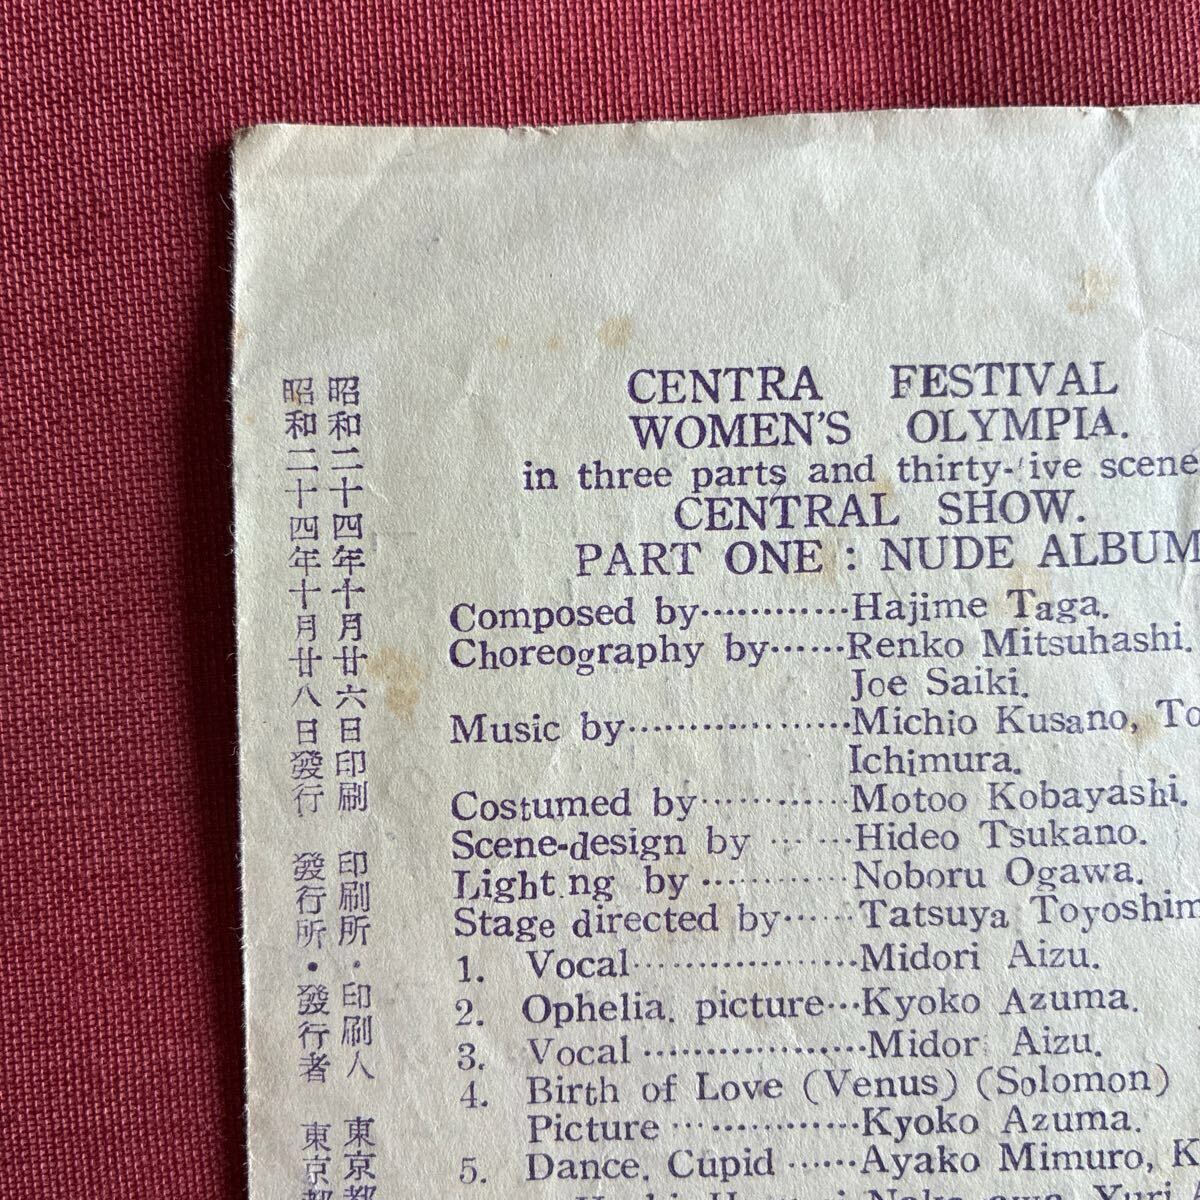 昭和二十四年十月廿六日印刷 印刷所・印刷人 東京都
昭和二十四年十月廿八日發行 發行所・發行者 東京都
CENTRA FESTIVAL
WOMEN'S OLYMPIA.
in three parts and thirty-'ive scene
CENTRAL SHOW.
PART ONE : NUDE ALBUM
Composed by············Hajime Taga.
Choreography by······Renko Mitsuhashi.
Joe Saiki.
Music by··················Michio Kusano, To
Ichimura.
Costumed by············Motoo Kobayashi.
Scene-design by ··· ···Hideo Tsukano.
Light ng by ············Noboru Ogawa.
Stage directed by······Tatsuya Toyoshim
1. Vocal··················Midori Aizu.
2. Ophelia. picture···Kyoko Azuma.
3. Vocal ··················Midor Aizu.
4. Birth of Love (Venus) (Solomon)
Picture ···············Kyoko Azuma.
5. Dance. Cupid ······Ayako Mimuro, K
Yuri